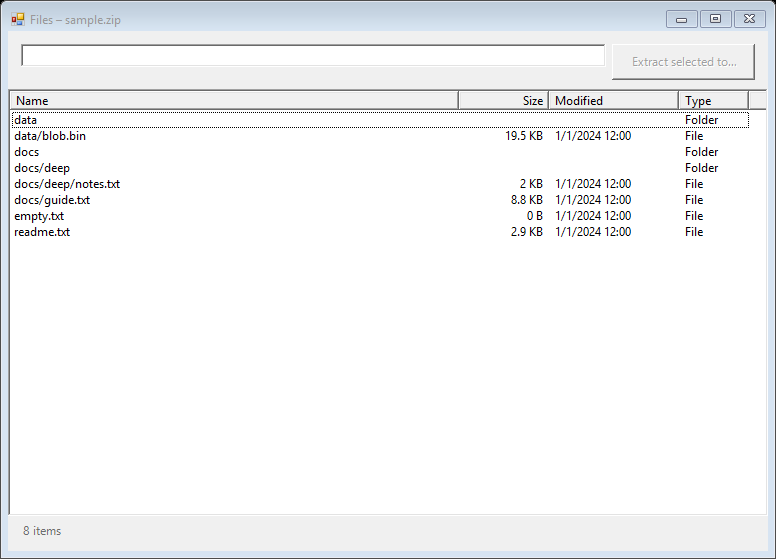 Files – sample.zip
Extract selected to...
Name Size Modified Type
data Folder
data/blob.bin 19.5 KB 1/1/2024 12:00 File
docs Folder
docs/deep Folder
docs/deep/notes.txt 2 KB 1/1/2024 12:00 File
docs/guide.txt 8.8 KB 1/1/2024 12:00 File
empty.txt 0 B 1/1/2024 12:00 File
readme.txt 2.9 KB 1/1/2024 12:00 File
8 items